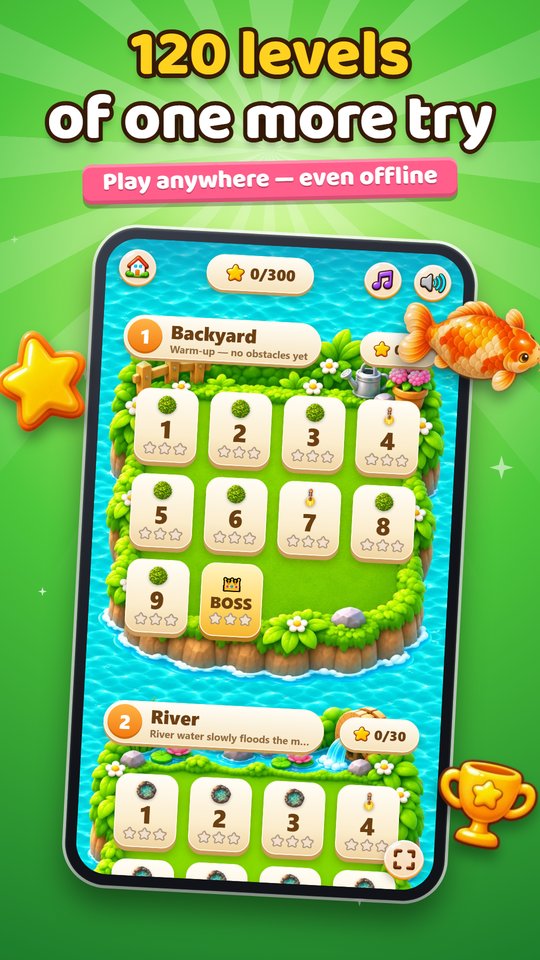 120 levels
of one more try
Play anywhere — even offline
0/300
1 Backyard
Warm-up — no obstacles yet
1 2 3 4
5 6 7 8
9 BOSS
2 River
River water slowly floods the m...
0/30
1 2 3 4